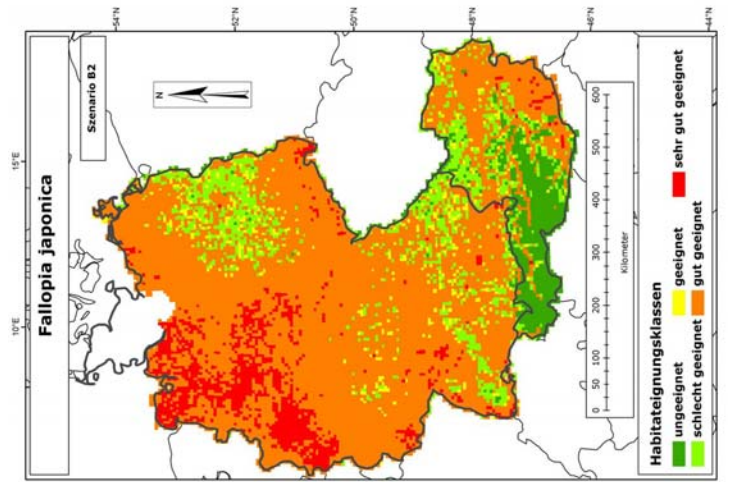 Fallopia japonica
Szenario B2
10°E
15°E
54°N
52°N
50°N
48°N
46°N
44°N
N
0 50 100 200 300 400 500 600
Kilometer
Habitateignungsklassen
ungeeignet
schlecht geeignet
geeignet
gut geeignet
sehr gut geeignet